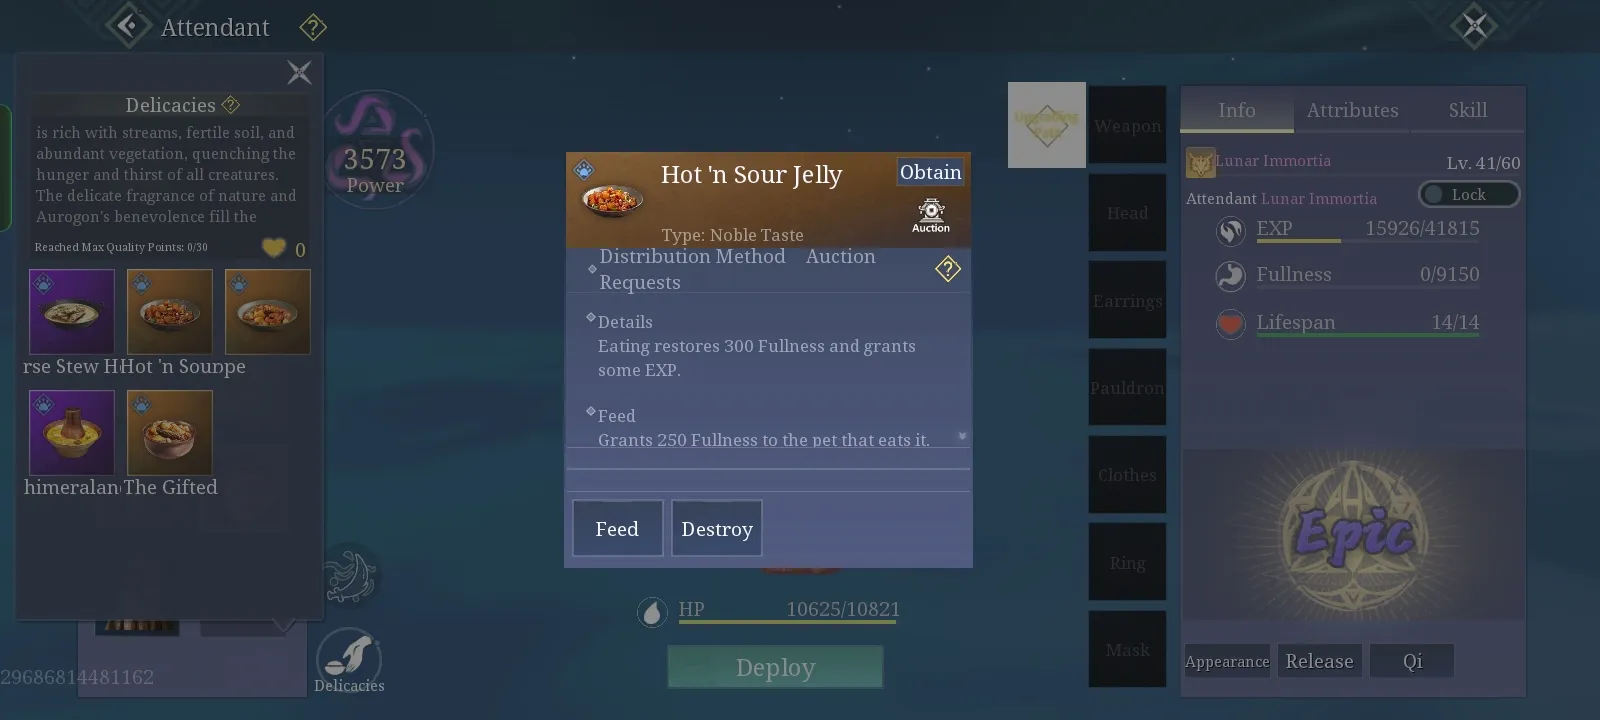 Attendant
Delicacies
is rich with streams, fertile soil, and
abundant vegetation, quenching the
hunger and thirst of all creatures.
The delicate fragrance of nature and
Aurogon's benevolence fill the
Reached Max Quality Points: 0/30
0
rse Stew H
Hot 'n Sou
ppe
himeralan
The Gifted
29686814481162
3573
Power
Delicacies
Hot 'n Sour Jelly
Obtain
Auction
Type: Noble Taste
Distribution Method Auction
Requests
Details
Eating restores 300 Fullness and grants
some EXP.
Feed
Grants 250 Fullness to the pet that eats it.
Feed
Destroy
HP 10625/10821
Deploy
Upgrading
Path
Weapon
Head
Earrings
Pauldron
Clothes
Ring
Mask
Info
Attributes
Skill
Lunar Immortia
Lv. 41/60
Attendant Lunar Immortia
Lock
EXP 15926/41815
Fullness 0/9150
Lifespan 14/14
Epic
Appearance
Release
Qi